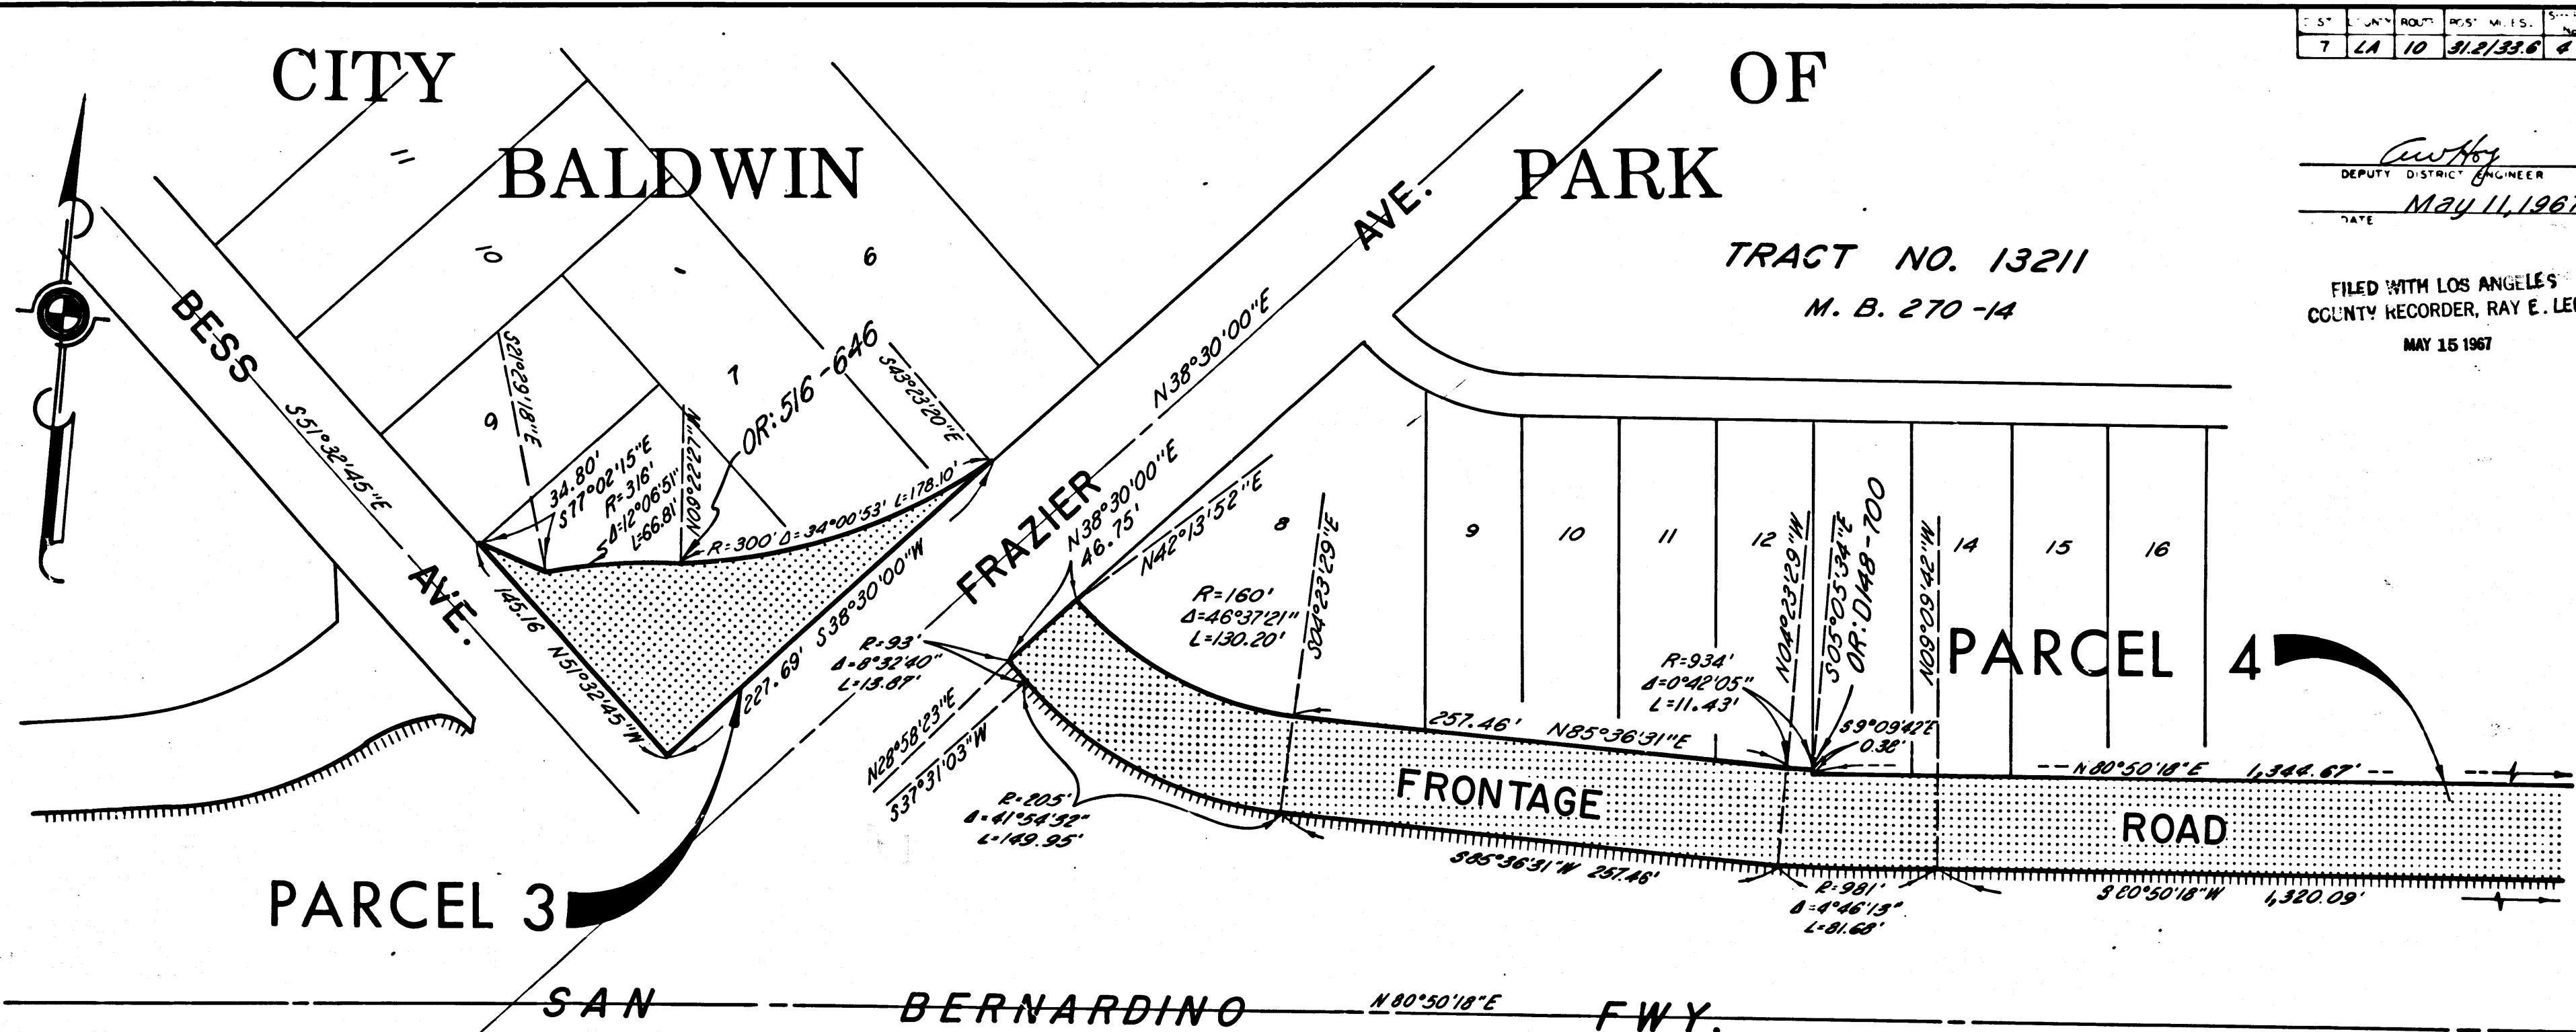 CITY OF
BALDWIN PARK
ROUTE POST MILES.
7 LA 10 31.2/33.6 4
DEPUTY DISTRICT ENGINEER
May 11, 1967
DATE
FILED WITH LOS ANGELES
COUNTY RECORDER, RAY E. LEE
MAY 15 1967
TRACT NO. 13211
M. B. 270-14
11
10
9
7
6
BESS
AVE.
S51°32'45"E
S21°29'18"E
34.80'
S77°02'15"E
R=316'
Δ=12°06'51"
L=66.81'
N09°22'27"W
OR: 516-646
S43°23'20"E
R=300' Δ=34°00'53" L=178.10'
145.16
N51°32'45"W
227.69' S38°30'00"W
FRAZIER
AVE.
N38°30'00"E
N38°30'00"E
46.75'
N42°13'52"E
R=93'
Δ=8°32'40"
L=13.87'
N28°58'23"E
S37°31'03"W
R=205'
Δ=41°54'32"
L=149.95'
R=160'
Δ=46°37'21"
L=130.20'
S04°23'29"E
8
9
10
11
12
14
15
16
257.46' N85°36'31"E
R=934'
Δ=0°42'05"
L=11.43'
N04°23'29"W
S05°05'34"E
OR: D148-700
N09°09'42"W
S9°09'42"E
0.38'
N80°50'18"E 1,344.67'
PARCEL 4
FRONTAGE ROAD
S85°36'31"W 257.46'
R=981'
Δ=4°46'13"
L=81.68'
S80°50'18"W 1,320.09'
PARCEL 3
SAN BERNARDINO FWY.
N80°50'18"E